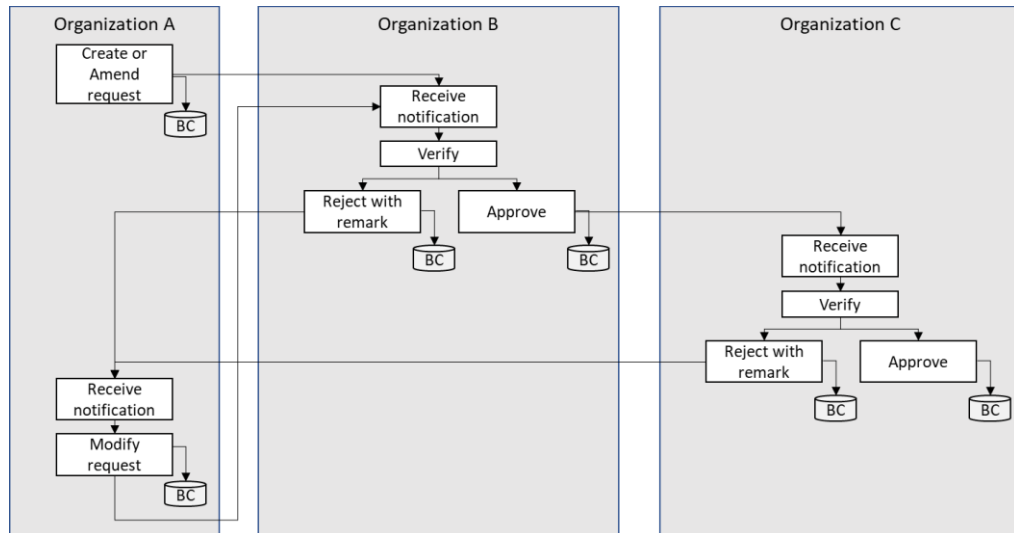 Organization A
Organization B
Organization C
Create or
Amend
request
BC
Receive
notification
Verify
Reject with
remark
Approve
BC
BC
Receive
notification
Verify
Reject with
remark
Approve
BC
BC
Receive
notification
Modify
request
BC